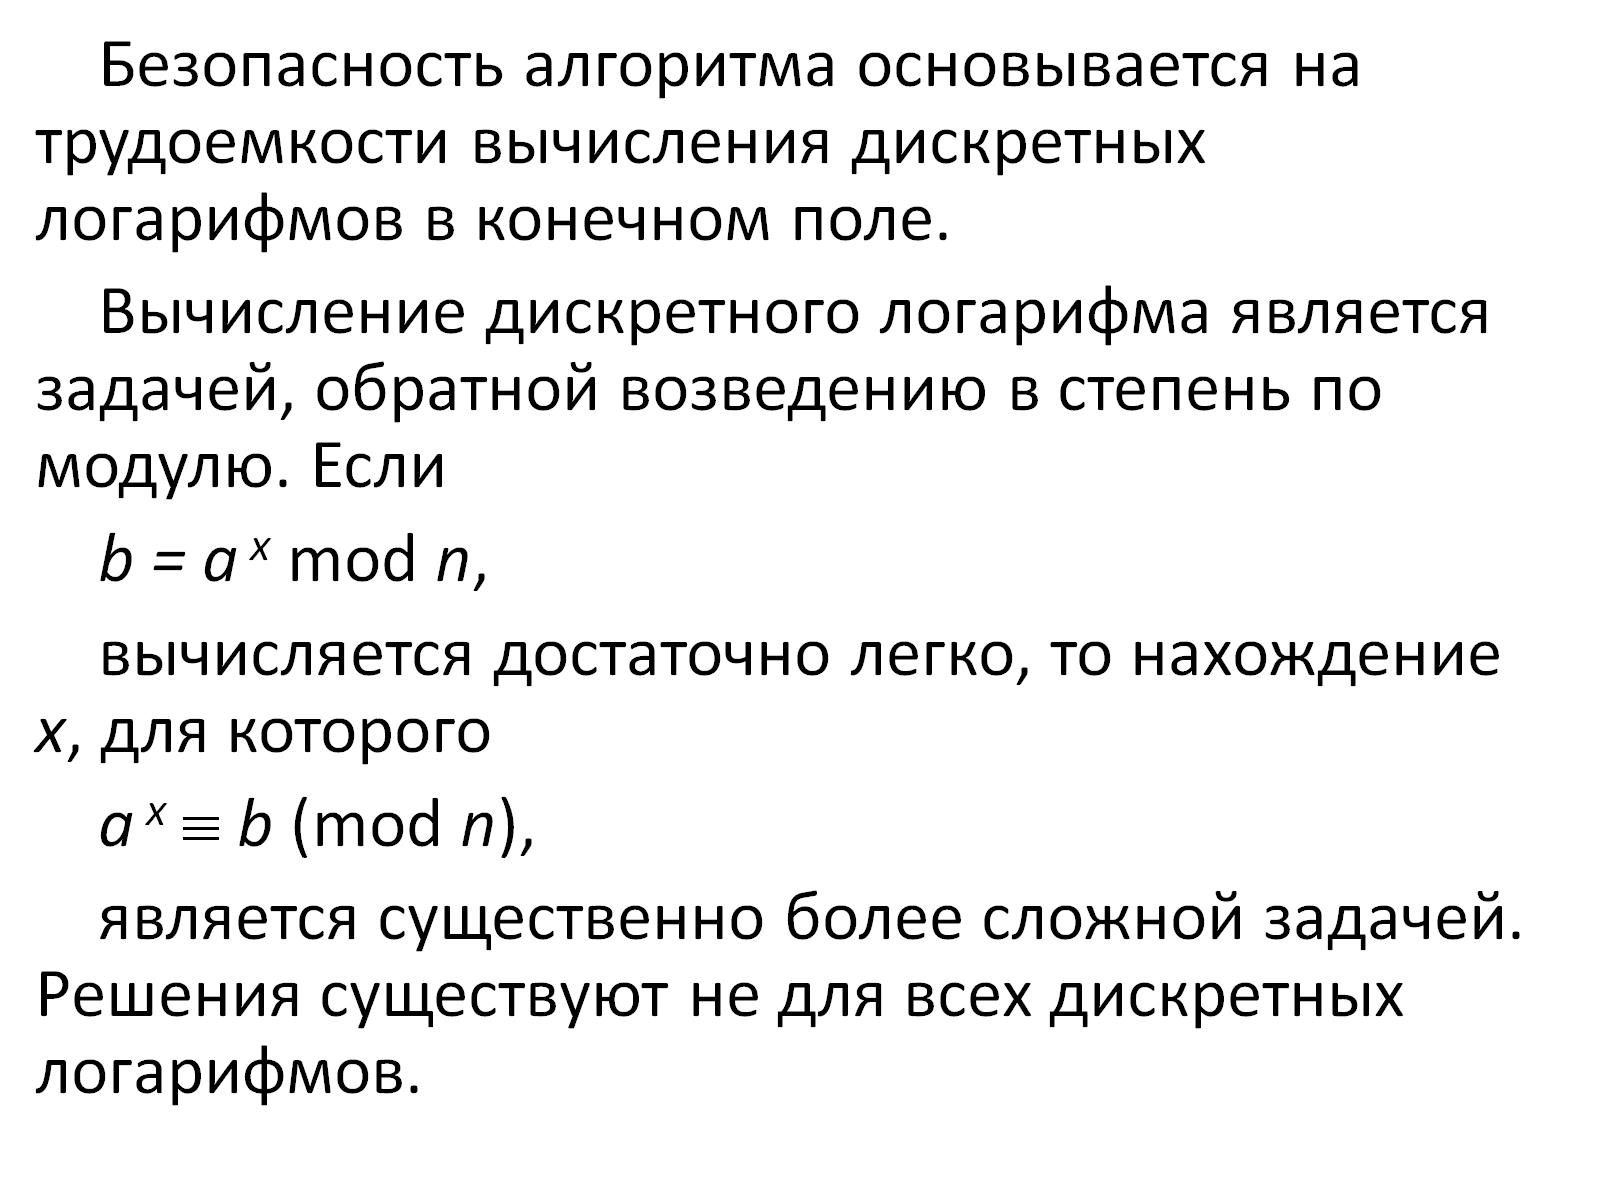 Безопасность алгоритма основывается на
трудоемкости вычисления дискретных
логарифмов в конечном поле.
Вычисление дискретного логарифма является
задачей, обратной возведению в степень по
модулю. Если
b = a ˣ mod n,
вычисляется достаточно легко, то нахождение
x, для которого
a ˣ ≡ b (mod n),
является существенно более сложной задачей.
Решения существуют не для всех дискретных
логарифмов.